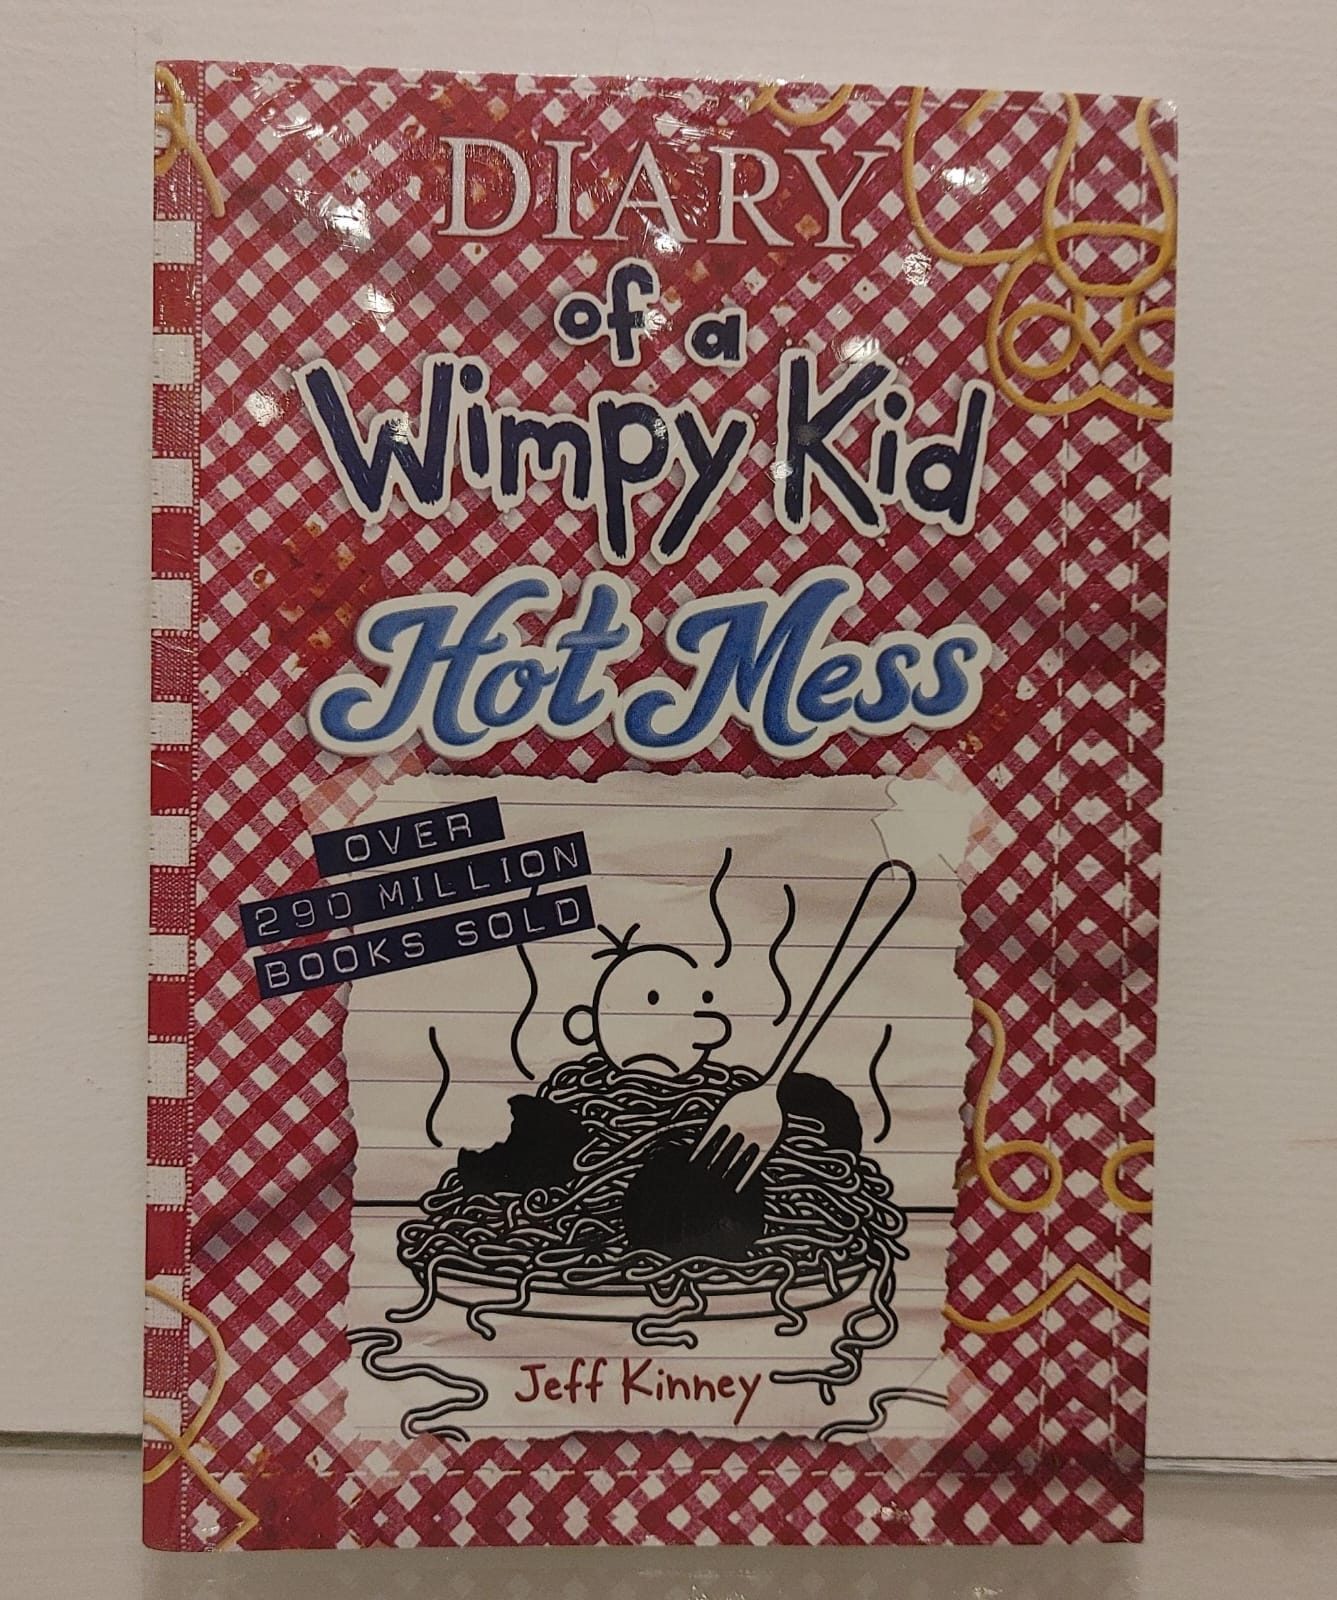 DIARY
of a
Wimpy Kid
Hot Mess
OVER
290 MILLION
BOOKS SOLD
Jeff Kinney